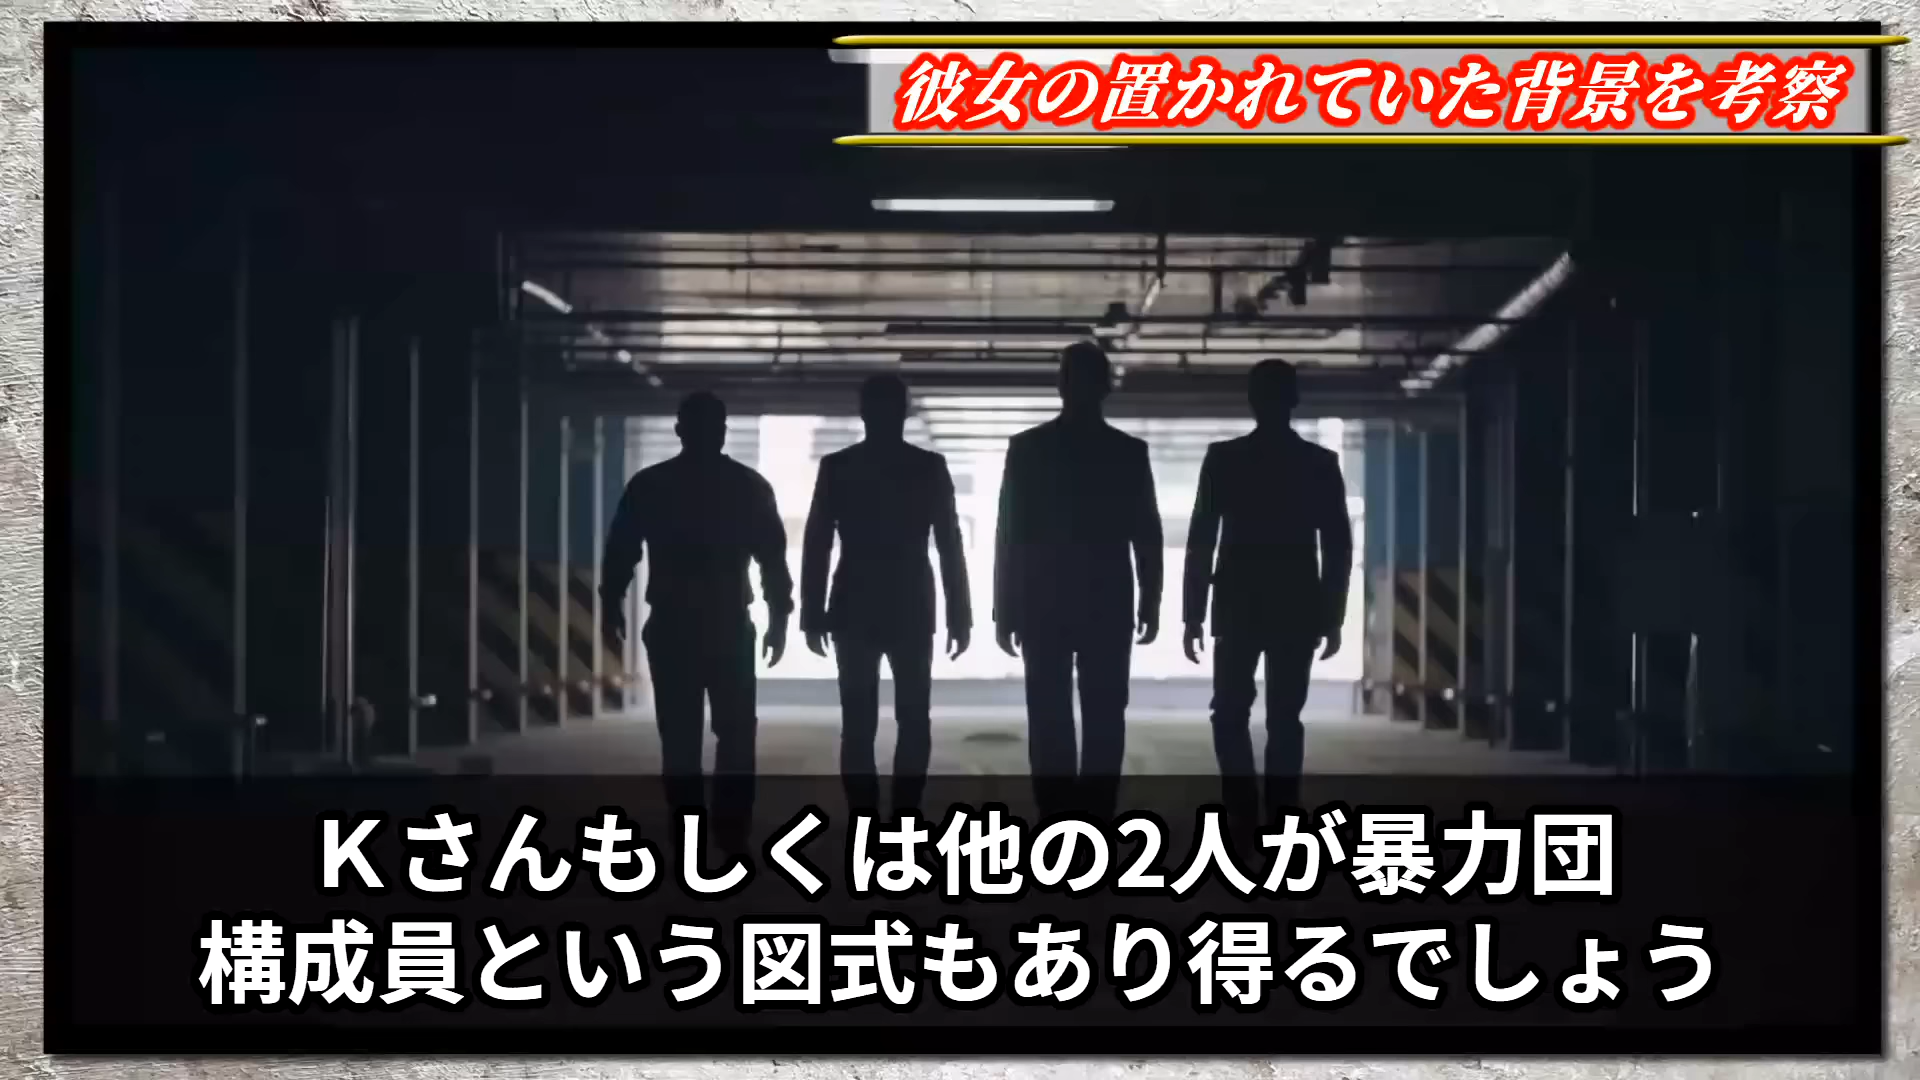 彼女の置かれていた背景を考察
Ｋさんもしくは他の2人が暴力団
構成員という図式もあり得るでしょう